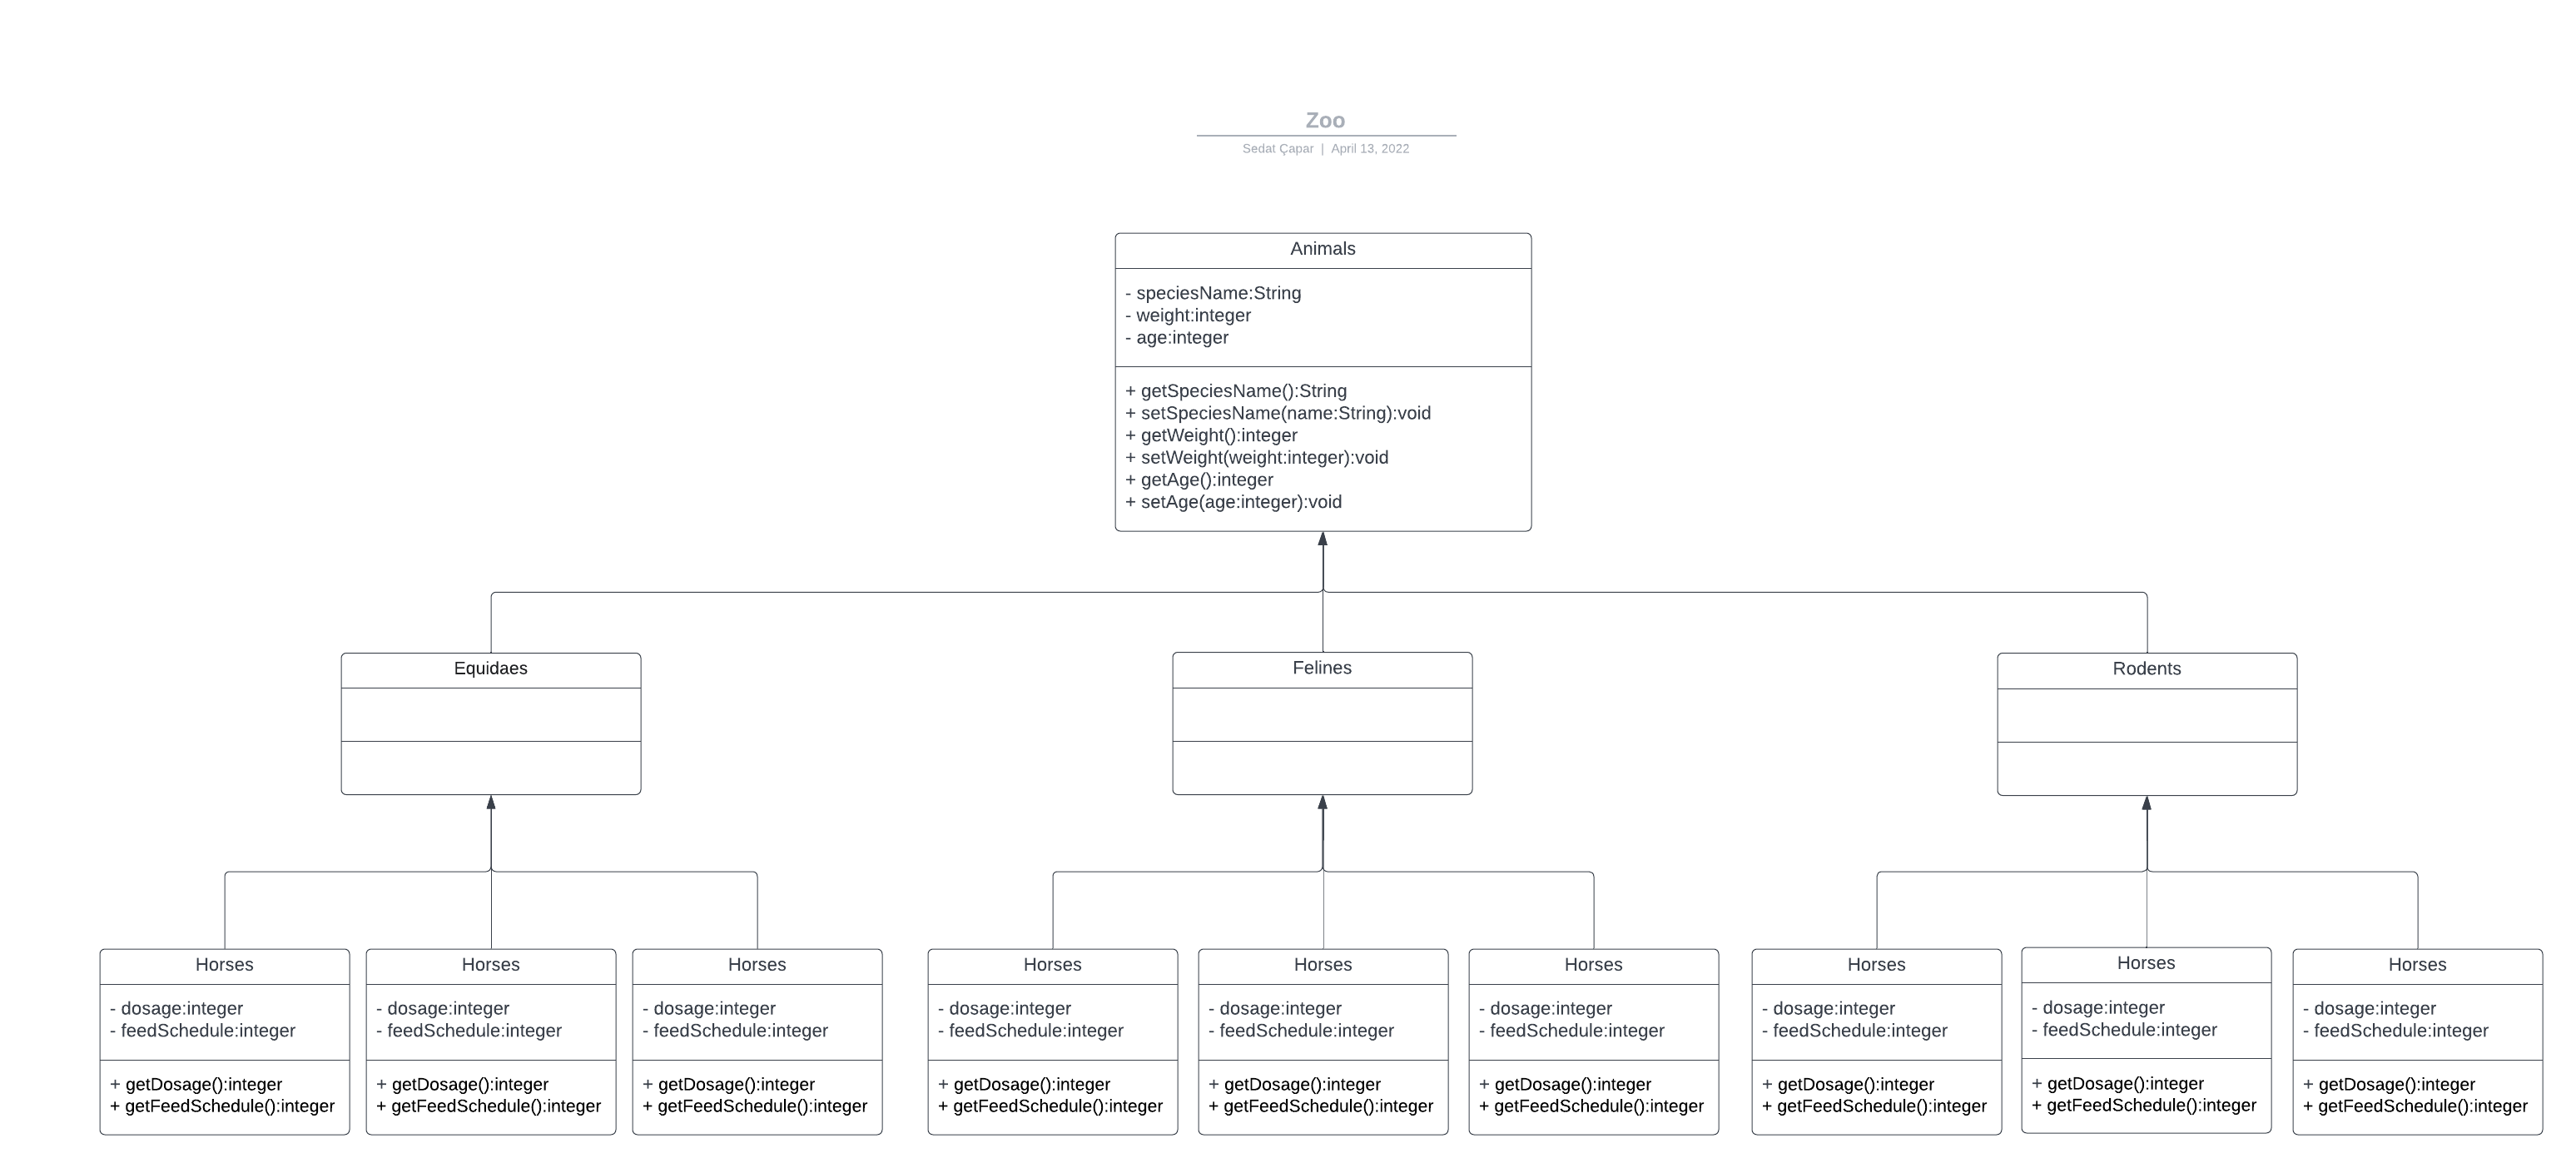 Zoo
Sedat Çapar | April 13, 2022
Animals
- speciesName:String
- weight:integer
- age:integer
+ getSpeciesName():String
+ setSpeciesName(name:String):void
+ getWeight():integer
+ setWeight(weight:integer):void
+ getAge():integer
+ setAge(age:integer):void
Equidaes
Felines
Rodents
Horses
- dosage:integer
- feedSchedule:integer
+ getDosage():integer
+ getFeedSchedule():integer
Horses
- dosage:integer
- feedSchedule:integer
+ getDosage():integer
+ getFeedSchedule():integer
Horses
- dosage:integer
- feedSchedule:integer
+ getDosage():integer
+ getFeedSchedule():integer
Horses
- dosage:integer
- feedSchedule:integer
+ getDosage():integer
+ getFeedSchedule():integer
Horses
- dosage:integer
- feedSchedule:integer
+ getDosage():integer
+ getFeedSchedule():integer
Horses
- dosage:integer
- feedSchedule:integer
+ getDosage():integer
+ getFeedSchedule():integer
Horses
- dosage:integer
- feedSchedule:integer
+ getDosage():integer
+ getFeedSchedule():integer
Horses
- dosage:integer
- feedSchedule:integer
+ getDosage():integer
+ getFeedSchedule():integer
Horses
- dosage:integer
- feedSchedule:integer
+ getDosage():integer
+ getFeedSchedule():integer